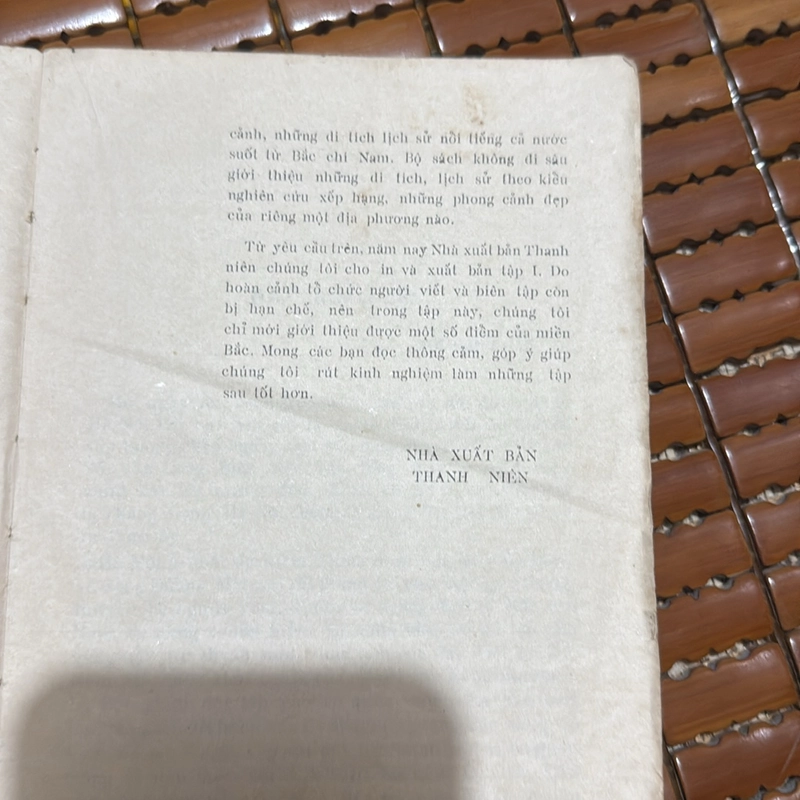 cảnh, những di tích lịch sử nổi tiếng cả nước
suốt từ Bắc chí Nam. Bộ sách không đi sâu
giới thiệu những di tích, lịch sử theo kiểu
nghiên cứu xếp hạng, những phong cảnh đẹp
của riêng một địa phương nào.
Từ yêu cầu trên, năm nay Nhà xuất bản Thanh
niên chúng tôi cho in và xuất bản tập I. Do
hoàn cảnh tổ chức người viết và biên tập còn
bị hạn chế, nên trong tập này, chúng tôi
chỉ mới giới thiệu được một số điểm của miền
Bắc. Mong các bạn đọc thông cảm, góp ý giúp
chúng tôi rút kinh nghiệm làm những tập
sau tốt hơn.
NHÀ XUẤT BẢN
THANH NIÊN